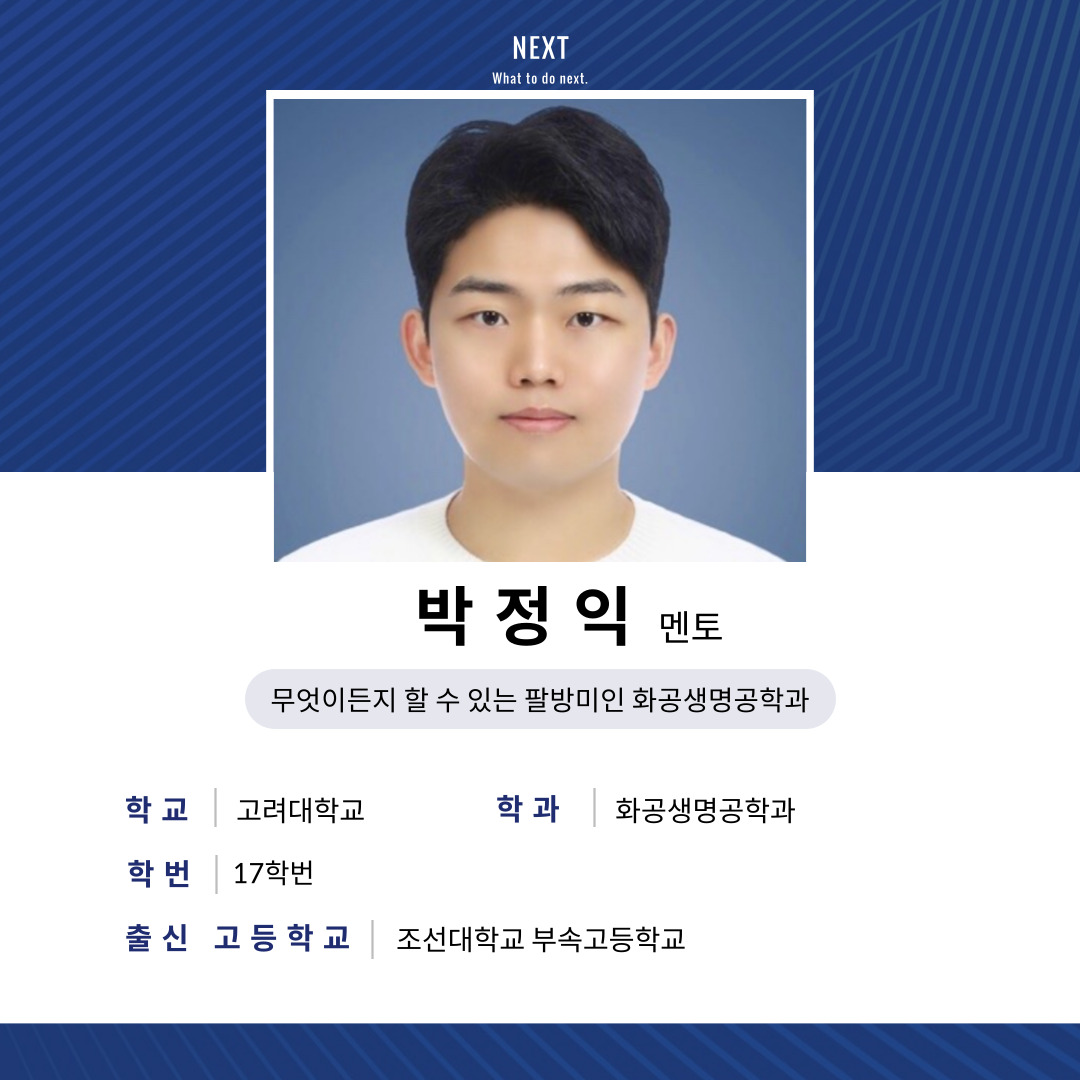 NEXT
What to do next.
박정익 멘토
무엇이든지 할 수 있는 팔방미인 화공생명공학과
학교 고려대학교 학과 화공생명공학과
학번 17학번
출신 고등학교 조선대학교 부속고등학교